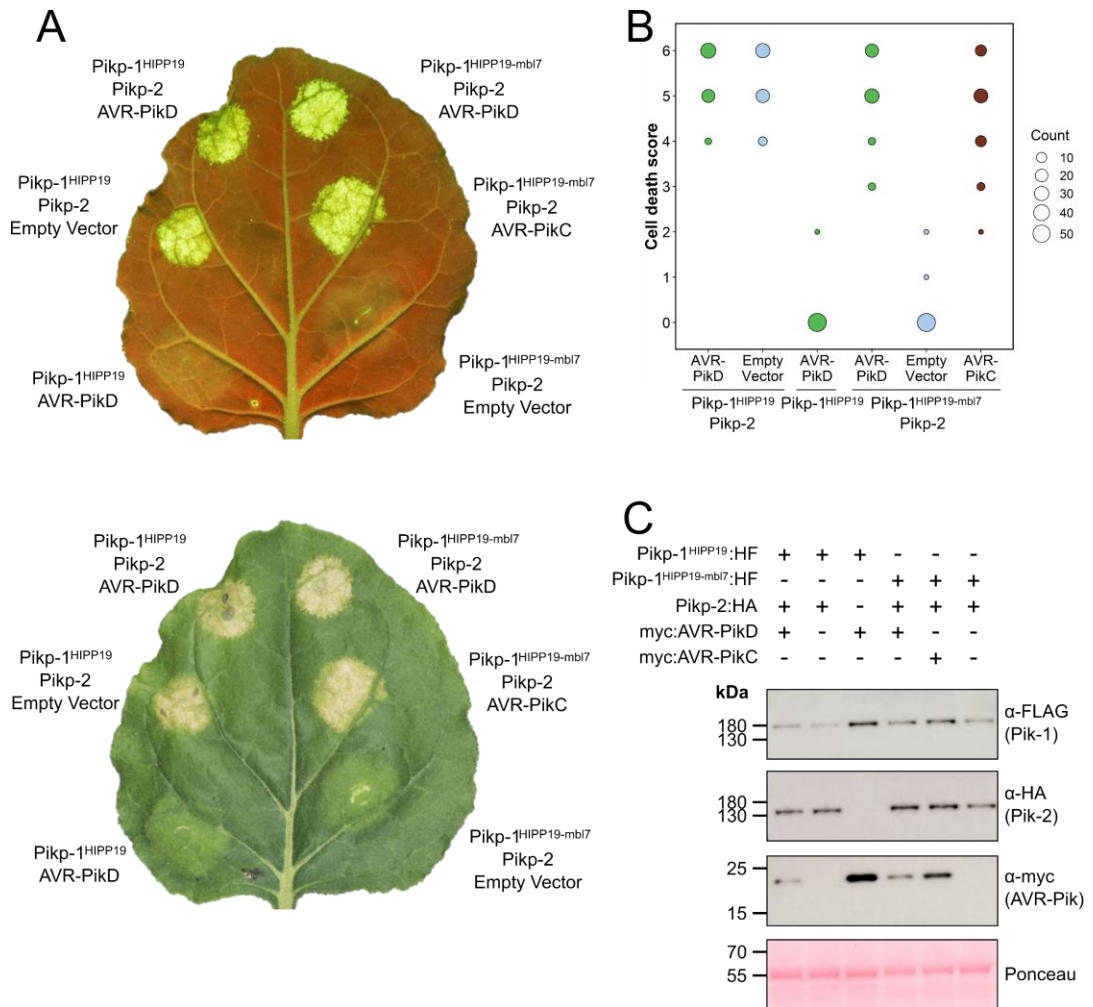 A
Pikp-1HIPP19
Pikp-2
AVR-PikD
Pikp-1HIPP19-mbl7
Pikp-2
AVR-PikD
Pikp-1HIPP19
Pikp-2
Empty Vector
Pikp-1HIPP19-mbl7
Pikp-2
AVR-PikC
Pikp-1HIPP19
AVR-PikD
Pikp-1HIPP19-mbl7
Pikp-2
Empty Vector
Pikp-1HIPP19
Pikp-2
AVR-PikD
Pikp-1HIPP19-mbl7
Pikp-2
AVR-PikD
Pikp-1HIPP19
Pikp-2
Empty Vector
Pikp-1HIPP19-mbl7
Pikp-2
AVR-PikC
Pikp-1HIPP19
AVR-PikD
Pikp-1HIPP19-mbl7
Pikp-2
Empty Vector
B
Cell death score
6
5
4
3
2
1
0
Count
10
20
30
40
50
AVR-PikD
Empty Vector
AVR-PikD
AVR-PikD
Empty Vector
AVR-PikC
Pikp-1HIPP19
Pikp-2
Pikp-1HIPP19
Pikp-1HIPP19-mbl7
Pikp-2
C
Pikp-1HIPP19:HF + + + - - -
Pikp-1HIPP19-mbl7:HF - - - + + +
Pikp-2:HA + + - + + +
myc:AVR-PikD + - + + - -
myc:AVR-PikC - - - - + -
kDa
180
130
α-FLAG
(Pik-1)
180
130
α-HA
(Pik-2)
25
15
α-myc
(AVR-Pik)
70
55
Ponceau